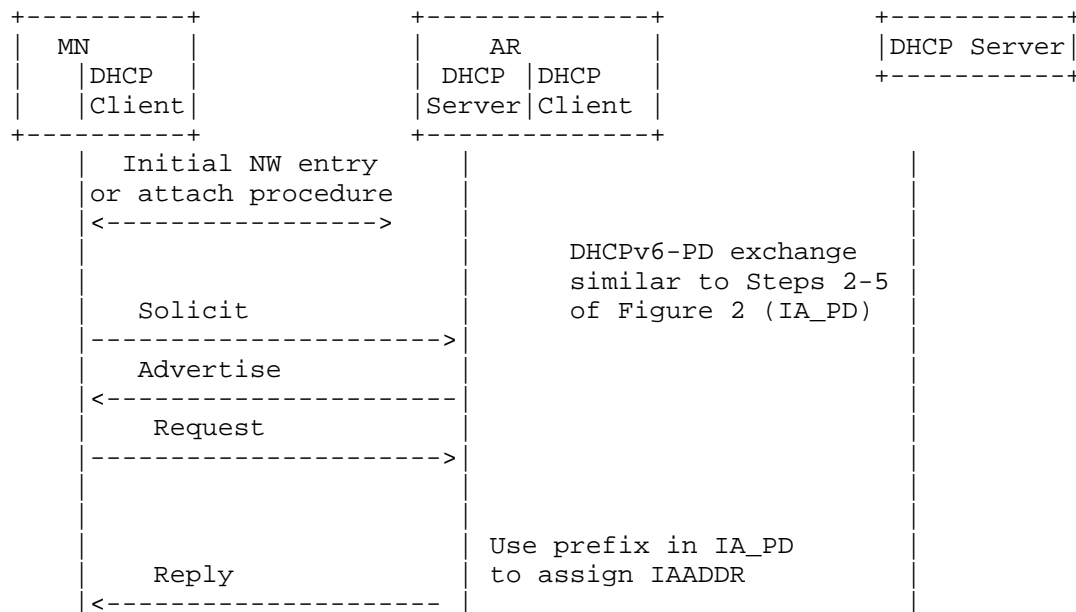 MN AR DHCP Server
DHCP DHCP DHCP
Client Server Client
Initial NW entry
or attach procedure
DHCPv6-PD exchange
similar to Steps 2-5
Solicit of Figure 2 (IA_PD)
Advertise
Request
Use prefix in IA_PD
Reply to assign IAADDR